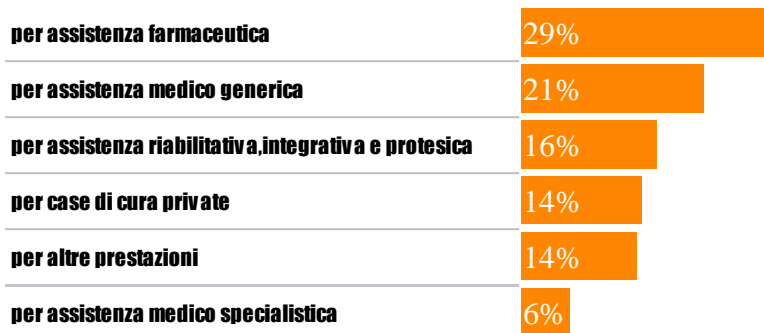 per assistenza farmaceutica 29%
per assistenza medico generica 21%
per assistenza riabilitativa,integrativa e protesica 16%
per case di cura private 14%
per altre prestazioni 14%
per assistenza medico specialistica 6%